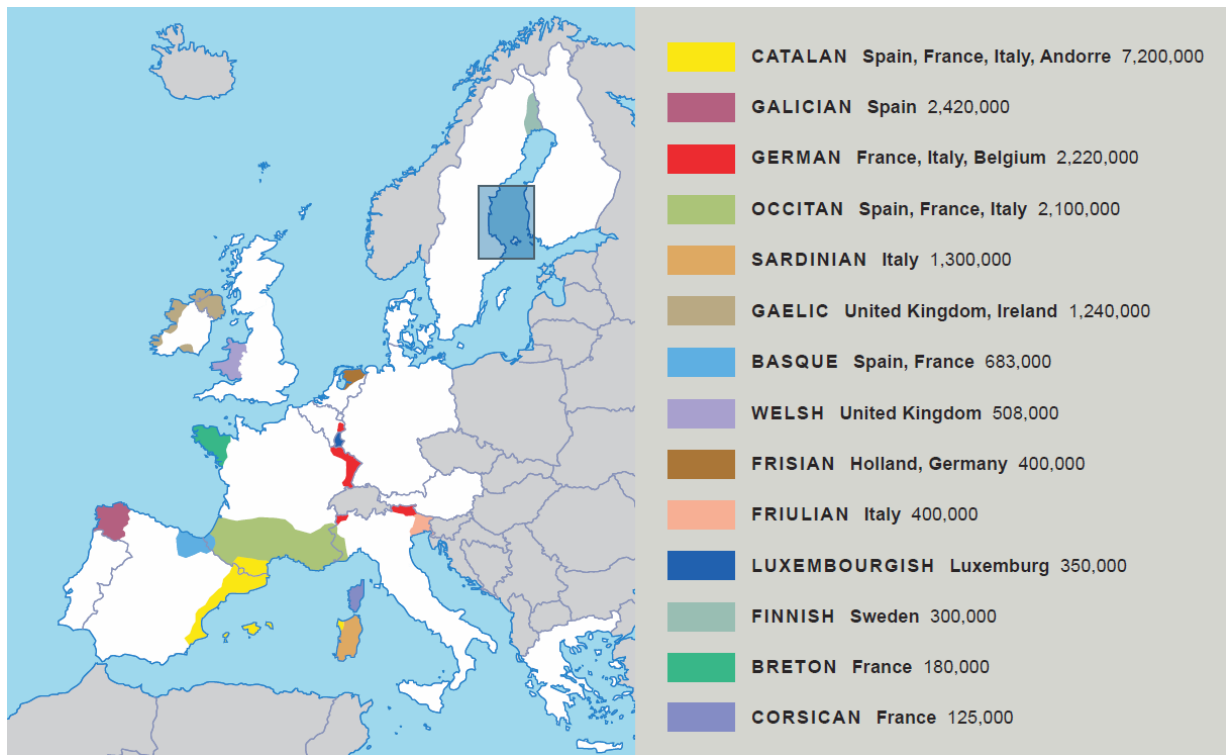 CATALAN Spain, France, Italy, Andorre 7,200,000
GALICIAN Spain 2,420,000
GERMAN France, Italy, Belgium 2,220,000
OCCITAN Spain, France, Italy 2,100,000
SARDINIAN Italy 1,300,000
GAELIC United Kingdom, Ireland 1,240,000
BASQUE Spain, France 683,000
WELSH United Kingdom 508,000
FRISIAN Holland, Germany 400,000
FRIULIAN Italy 400,000
LUXEMBOURGISH Luxemburg 350,000
FINNISH Sweden 300,000
BRETON France 180,000
CORSICAN France 125,000